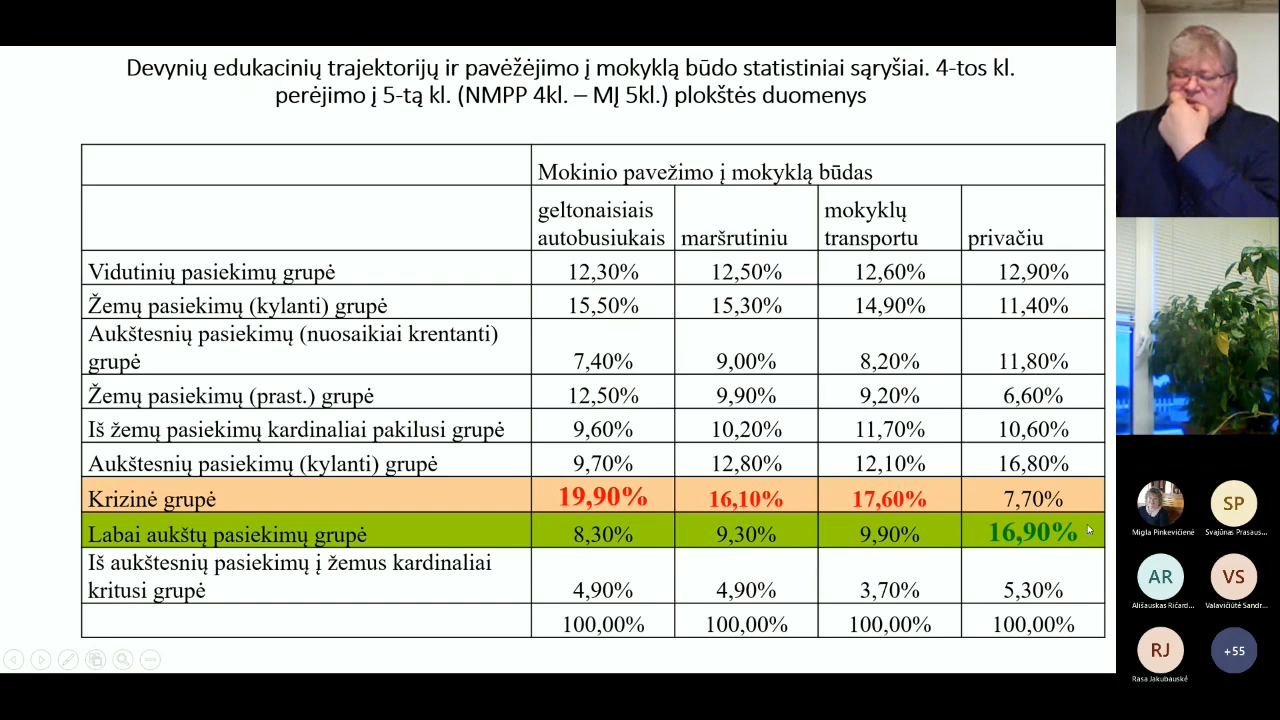 Devynių edukacinių trajektorijų ir pavėžėjimo į mokyklą būdo statistiniai sąryšiai. 4-tos kl.
perėjimo į 5-tą kl. (NMPP 4kl. – MĮ 5kl.) plokštės duomenys
Mokinio pavežimo į mokyklą būdas
geltonaisiais
autobusiukais
maršrutiniu
mokyklų
transportu
privačiu
Vidutinių pasiekimų grupė 12,30% 12,50% 12,60% 12,90%
Žemų pasiekimų (kylanti) grupė 15,50% 15,30% 14,90% 11,40%
Aukštesnių pasiekimų (nuosaikiai krentanti)
grupė 7,40% 9,00% 8,20% 11,80%
Žemų pasiekimų (prast.) grupė 12,50% 9,90% 9,20% 6,60%
Iš žemų pasiekimų kardinaliai pakilusi grupė 9,60% 10,20% 11,70% 10,60%
Aukštesnių pasiekimų (kylanti) grupė 9,70% 12,80% 12,10% 16,80%
Krizinė grupė 19,90% 16,10% 17,60% 7,70%
Labai aukštų pasiekimų grupė 8,30% 9,30% 9,90% 16,90%
Iš aukštesnių pasiekimų į žemus kardinaliai
kritusi grupė 4,90% 4,90% 3,70% 5,30%
100,00% 100,00% 100,00% 100,00%
Migla Pinkevičienė
SP
Svajūnas Prasaus...
AR
Ališauskas Ričard...
VS
Valavičiūtė Sandr...
RJ
Rasa Jakubauskė
+55